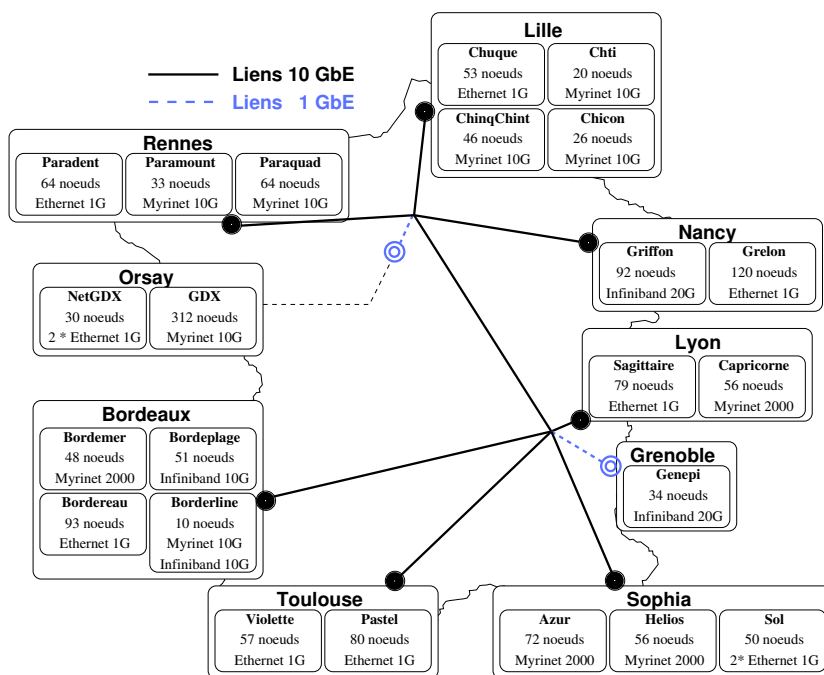 Lille
Chuque
53 noeuds
Ethernet 1G
Chti
20 noeuds
Myrinet 10G
ChinqChint
46 noeuds
Myrinet 10G
Chicon
26 noeuds
Myrinet 10G
Liens 10 GbE
Liens 1 GbE
Rennes
Paradent
64 noeuds
Ethernet 1G
Paramount
33 noeuds
Myrinet 10G
Paraquad
64 noeuds
Myrinet 10G
Nancy
Griffon
92 noeuds
Infiniband 20G
Grelon
120 noeuds
Ethernet 1G
Orsay
NetGDX
30 noeuds
2 * Ethernet 1G
GDX
312 noeuds
Myrinet 10G
Lyon
Sagittaire
79 noeuds
Ethernet 1G
Capricorne
56 noeuds
Myrinet 2000
Bordeaux
Bordemer
48 noeuds
Myrinet 2000
Bordeplage
51 noeuds
Infiniband 10G
Bordereau
93 noeuds
Ethernet 1G
Borderline
10 noeuds
Myrinet 10G
Infiniband 10G
Grenoble
Genepi
34 noeuds
Infiniband 20G
Toulouse
Violette
57 noeuds
Ethernet 1G
Pastel
80 noeuds
Ethernet 1G
Sophia
Azur
72 noeuds
Myrinet 2000
Helios
56 noeuds
Myrinet 2000
Sol
50 noeuds
2* Ethernet 1G